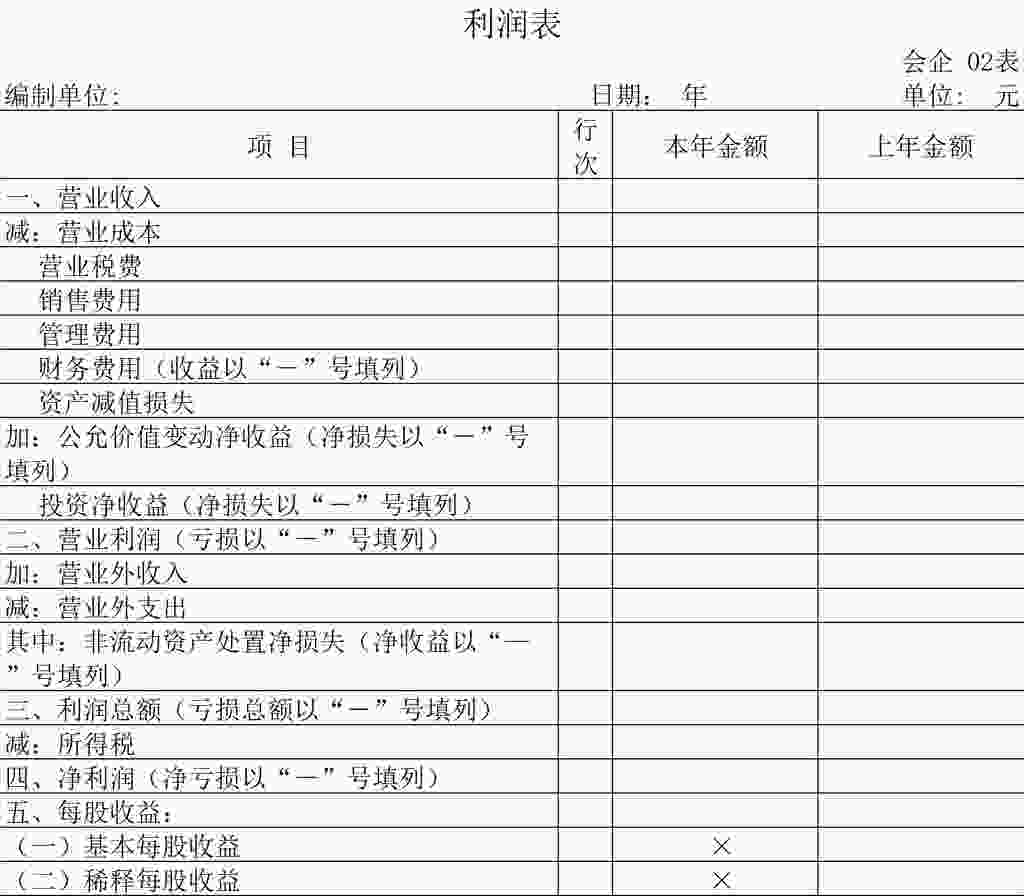 利润表
会企 02表
编制单位: 日期: 年 单位: 元
项 目 行次 本年金额 上年金额
一、营业收入
减: 营业成本
营业税费
销售费用
管理费用
财务费用（收益以“－”号填列）
资产减值损失
加: 公允价值变动净收益（净损失以“－”号
填列）
投资净收益（净损失以“－”号填列）
二、营业利润（亏损以“－”号填列）
加: 营业外收入
减: 营业外支出
其中: 非流动资产处置净损失（净收益以“—
”号填列）
三、利润总额（亏损总额以“－”号填列）
减: 所得税
四、净利润（净亏损以“－”号填列）
五、每股收益:
（一）基本每股收益 ×
（二）稀释每股收益 ×